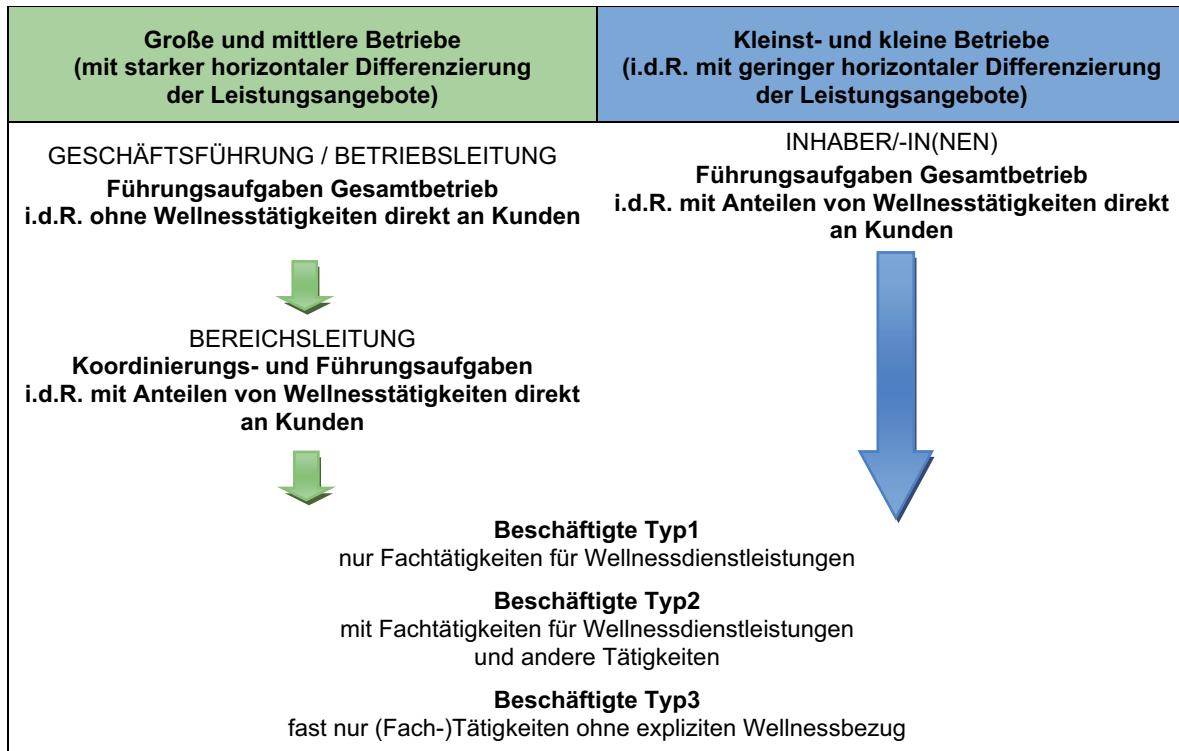 Große und mittlere Betriebe
(mit starker horizontaler Differenzierung
der Leistungsangebote)
Kleinst- und kleine Betriebe
(i.d.R. mit geringer horizontaler Differenzierung
der Leistungsangebote)
GESCHÄFTSFÜHRUNG / BETRIEBSLEITUNG
Führungsaufgaben Gesamtbetrieb
i.d.R. ohne Wellnesstätigkeiten direkt an Kunden
INHABER/-IN(NEN)
Führungsaufgaben Gesamtbetrieb
i.d.R. mit Anteilen von Wellnesstätigkeiten direkt
an Kunden
BEREICHSLEITUNG
Koordinierungs- und Führungsaufgaben
i.d.R. mit Anteilen von Wellnesstätigkeiten direkt
an Kunden
Beschäftigte Typ1
nur Fachtätigkeiten für Wellnessdienstleistungen
Beschäftigte Typ2
mit Fachtätigkeiten für Wellnessdienstleistungen
und andere Tätigkeiten
Beschäftigte Typ3
fast nur (Fach-)Tätigkeiten ohne expliziten Wellnessbezug